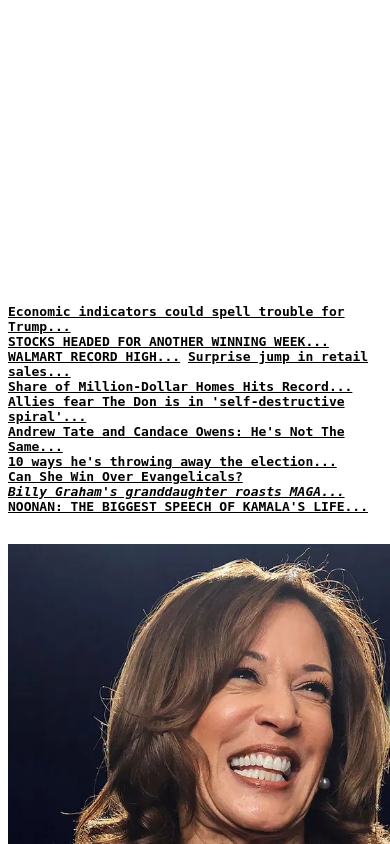 Economic indicators could spell trouble for
Trump...
STOCKS HEADED FOR ANOTHER WINNING WEEK...
WALMART RECORD HIGH... Surprise jump in retail
sales...
Share of Million-Dollar Homes Hits Record...
Allies fear The Don is in 'self-destructive
spiral'...
Andrew Tate and Candace Owens: He's Not The
Same...
10 ways he's throwing away the election...
Can She Win Over Evangelicals?
Billy Graham's granddaughter roasts MAGA...
NOONAN: THE BIGGEST SPEECH OF KAMALA'S LIFE...